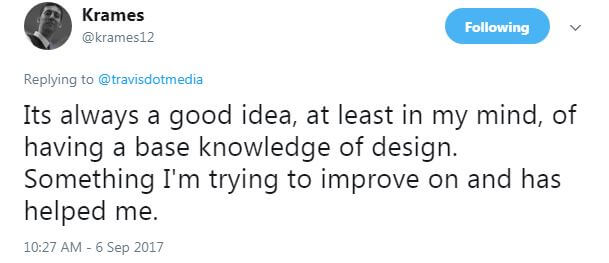 Krames
@krames12
Following
Replying to @travisdotmedia
Its always a good idea, at least in my mind, of
having a base knowledge of design.
Something I'm trying to improve on and has
helped me.
10:27 AM - 6 Sep 2017